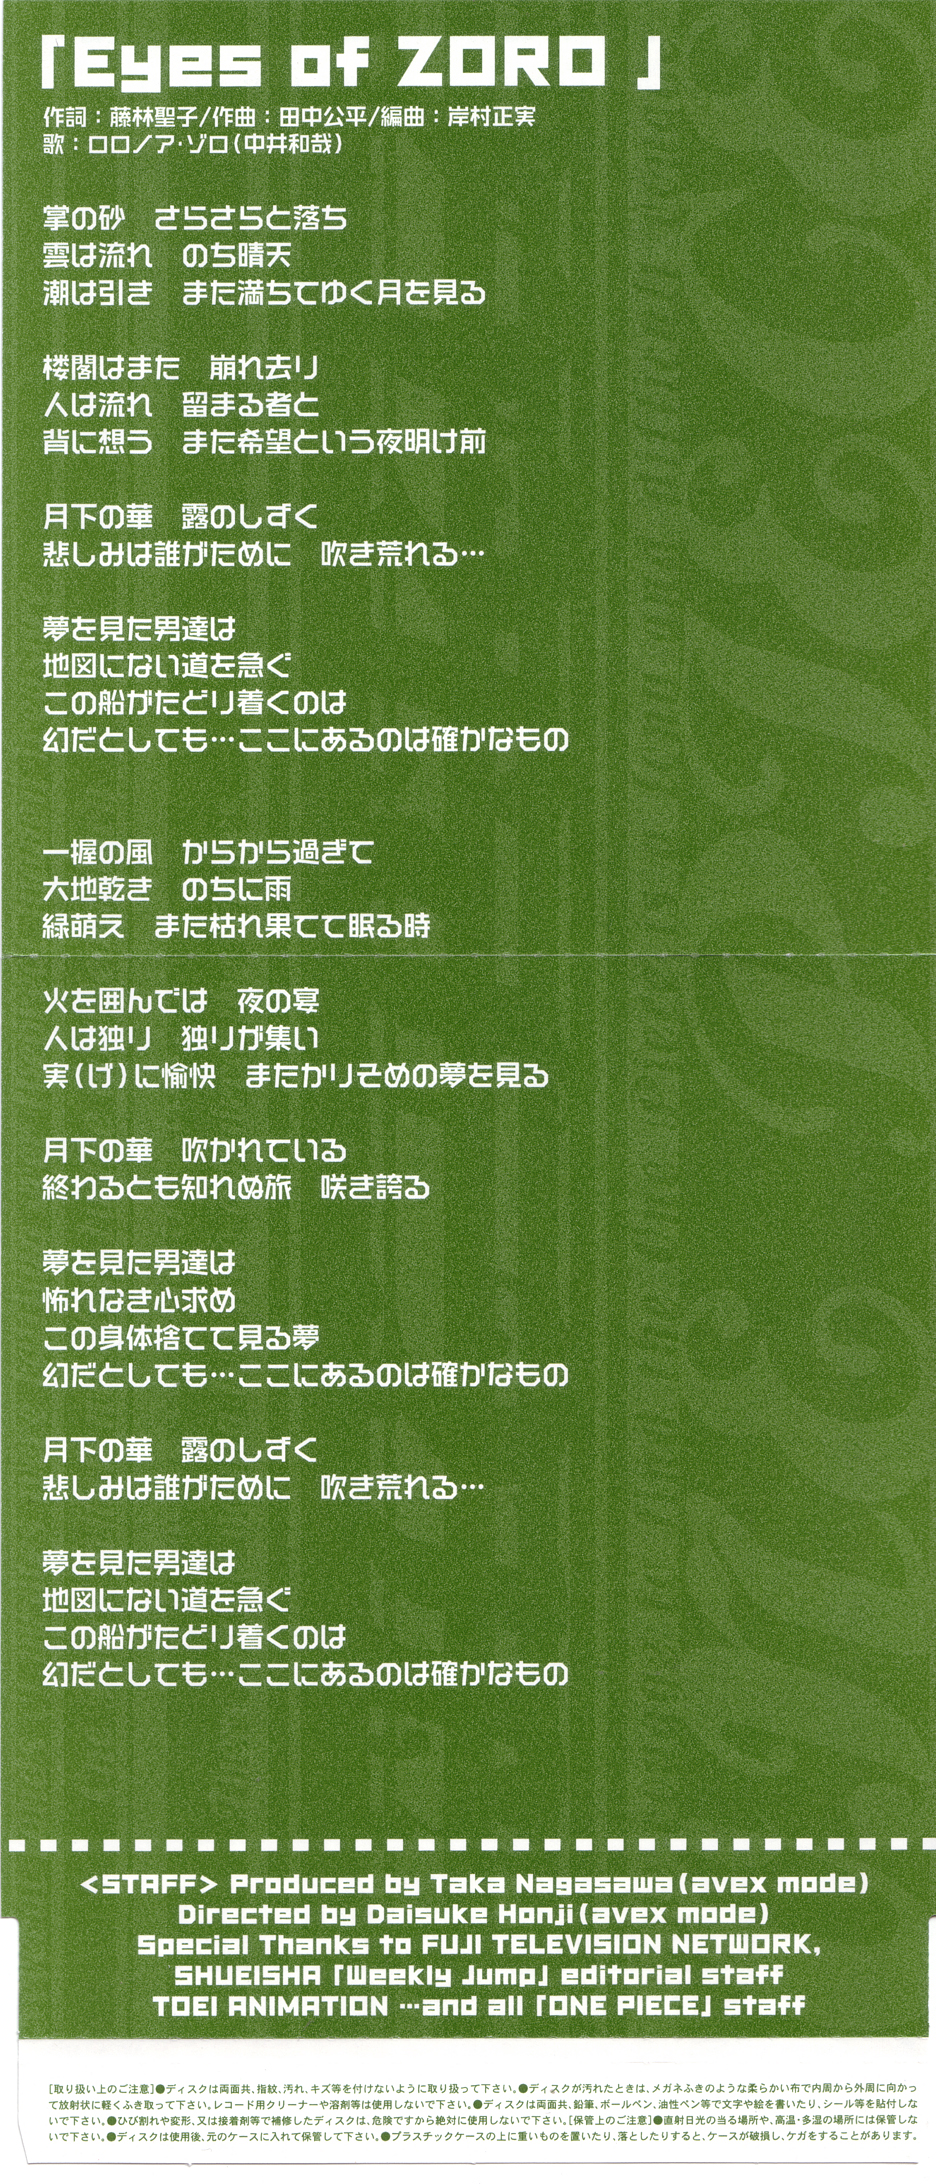 「Eyes of ZORO 」
作詞：藤林聖子/作曲：田中公平/編曲：岸村正実
歌：ロロノア・ゾロ（中井和哉）
掌の砂　さらさらと落ち
雲は流れ　のち晴天
潮は引き　また満ちてゆく月を見る
楼閣はまた　崩れ去り
人は流れ　留まる者と
背に想う　また希望という夜明け前
月下の華　露のしずく
悲しみは誰がために　吹き荒れる…
夢を見た男達は
地図にない道を急ぐ
この船がたどり着くのは
幻だとしても…ここにあるのは確かなもの
一握の風　からから過ぎて
大地乾き　のちに雨
緑萌え　また枯れ果てて眠る時
火を囲んでは　夜の宴
人は独り　独りが集い
実（げ）に愉快　またかりそめの夢を見る
月下の華　吹かれている
終わるとも知れぬ旅　咲き誇る
夢を見た男達は
怖れなき心求め
この身体捨てて見る夢
幻だとしても…ここにあるのは確かなもの
月下の華　露のしずく
悲しみは誰がために　吹き荒れる…
夢を見た男達は
地図にない道を急ぐ
この船がたどり着くのは
幻だとしても…ここにあるのは確かなもの
<STAFF> Produced by Taka Nagasawa(avex mode)
Directed by Daisuke Honji(avex mode)
Special Thanks to FUJI TELEVISION NETWORK,
SHUEISHA「Weekly Jump」editorial staff
TOEI ANIMATION …and all「ONE PIECE」staff
［取り扱い上のご注意］●ディスクは両面共、指紋、汚れ、キズ等を付けないように取り扱って下さい。●ディスクが汚れたときは、メガネふきのような柔らかい布で内周から外周に向かっ
て放射状に軽くふき取って下さい。レコード用クリーナーや溶剤等は使用しないで下さい。●ディスクは両面共、鉛筆、ボールペン、油性ペン等で文字や絵を書いたり、シール等を貼付しな
いで下さい。●ひび割れや変形、又は接着剤等で補修したディスクは、危険ですから絶対に使用しないで下さい。［保管上のご注意］●直射日光の当る場所や、高温・多湿の場所には保管しな
いで下さい。●ディスクは使用後、元のケースに入れて保管して下さい。●プラスチックケースの上に重いものを置いたり、落としたりすると、ケースが破損し、ケガをすることがあります。